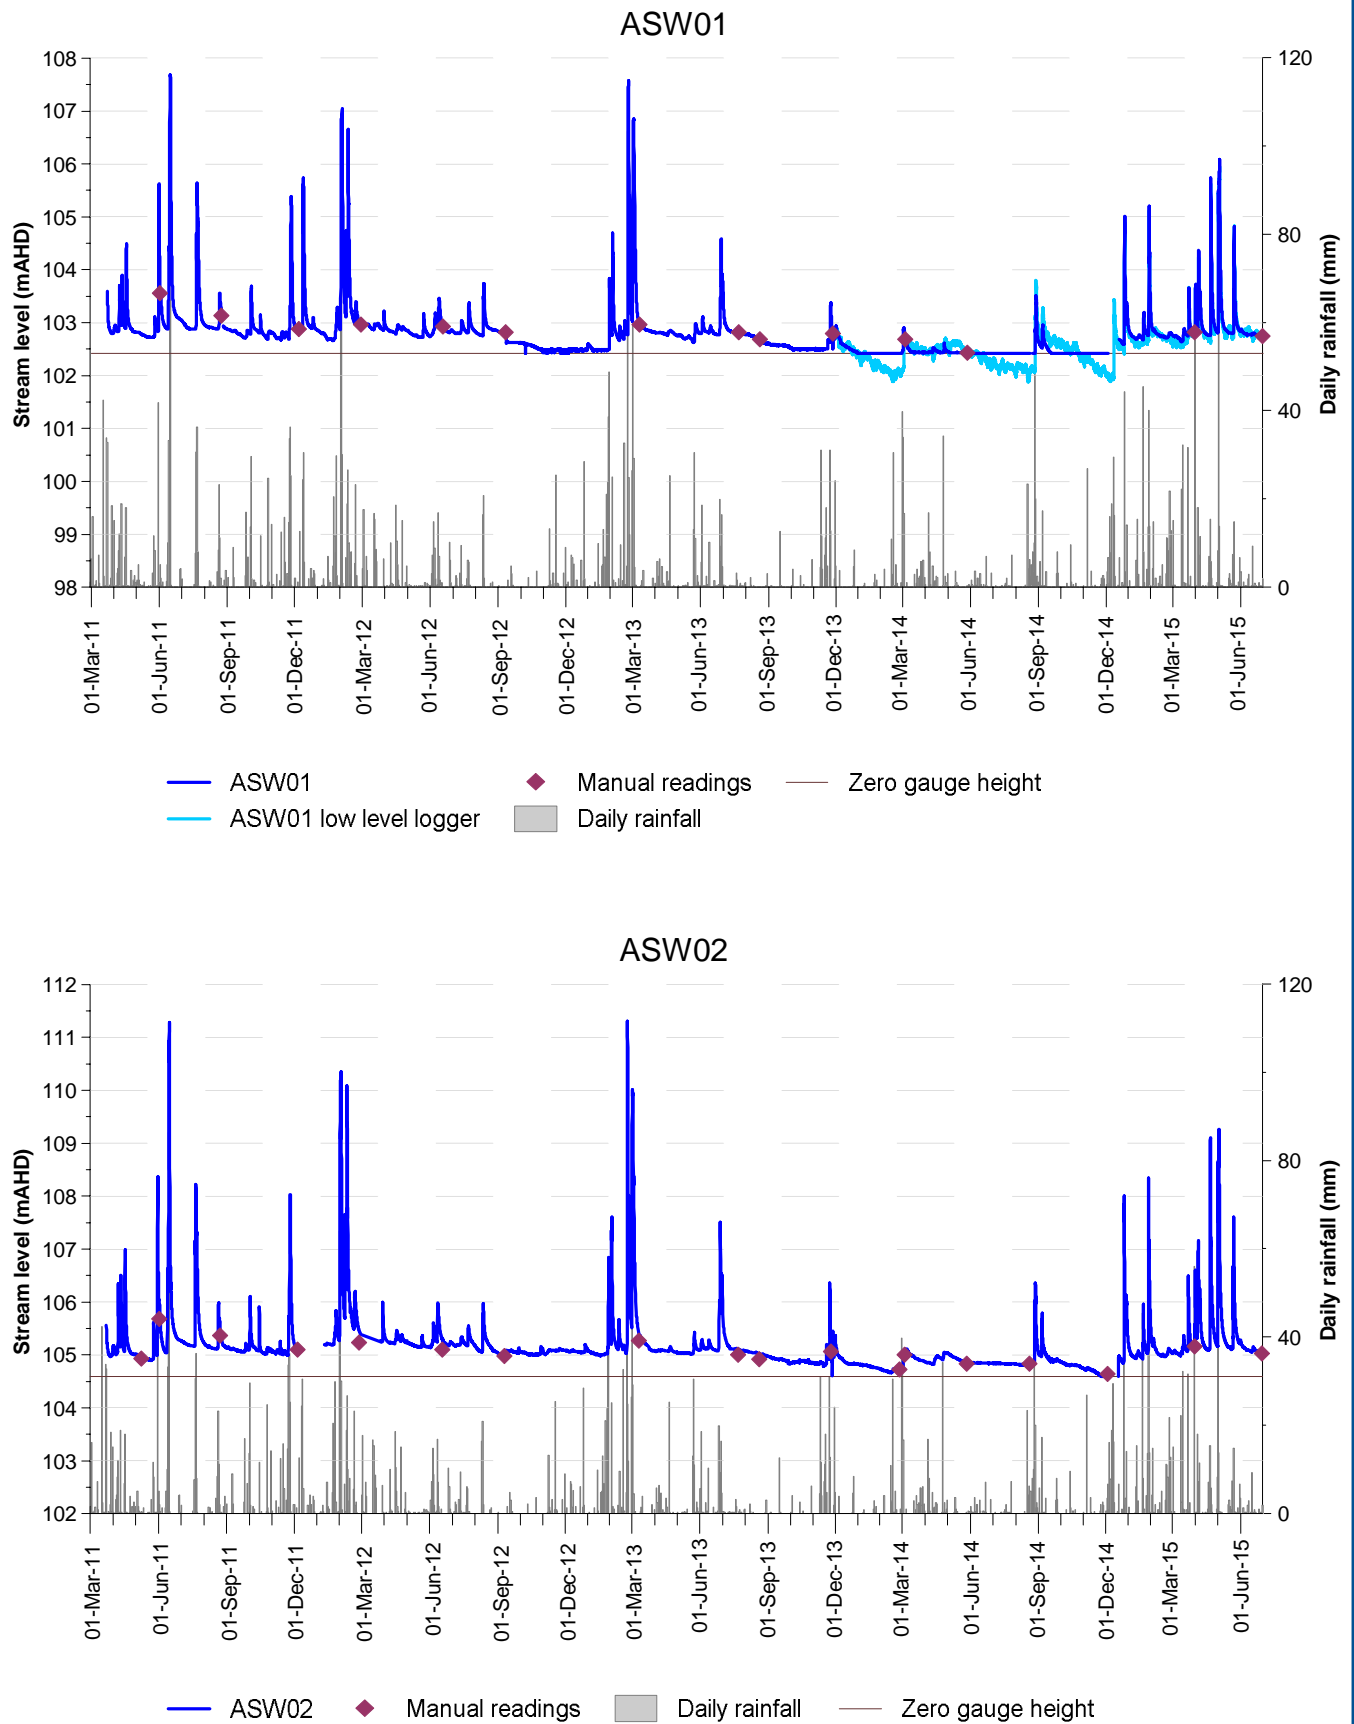 ASW01
108
107
106
105
104
103
102
101
100
99
98
Stream level (mAHD)
120
80
40
0
Daily rainfall (mm)
01-Mar-11
01-Jun-11
01-Sep-11
01-Dec-11
01-Mar-12
01-Jun-12
01-Sep-12
01-Dec-12
01-Mar-13
01-Jun-13
01-Sep-13
01-Dec-13
01-Mar-14
01-Jun-14
01-Sep-14
01-Dec-14
01-Mar-15
01-Jun-15
ASW01 Manual readings Zero gauge height
ASW01 low level logger Daily rainfall
ASW02
112
111
110
109
108
107
106
105
104
103
102
Stream level (mAHD)
120
80
40
0
Daily rainfall (mm)
01-Mar-11
01-Jun-11
01-Sep-11
01-Dec-11
01-Mar-12
01-Jun-12
01-Sep-12
01-Dec-12
01-Mar-13
01-Jun-13
01-Sep-13
01-Dec-13
01-Mar-14
01-Jun-14
01-Sep-14
01-Dec-14
01-Mar-15
01-Jun-15
ASW02 Manual readings Daily rainfall Zero gauge height